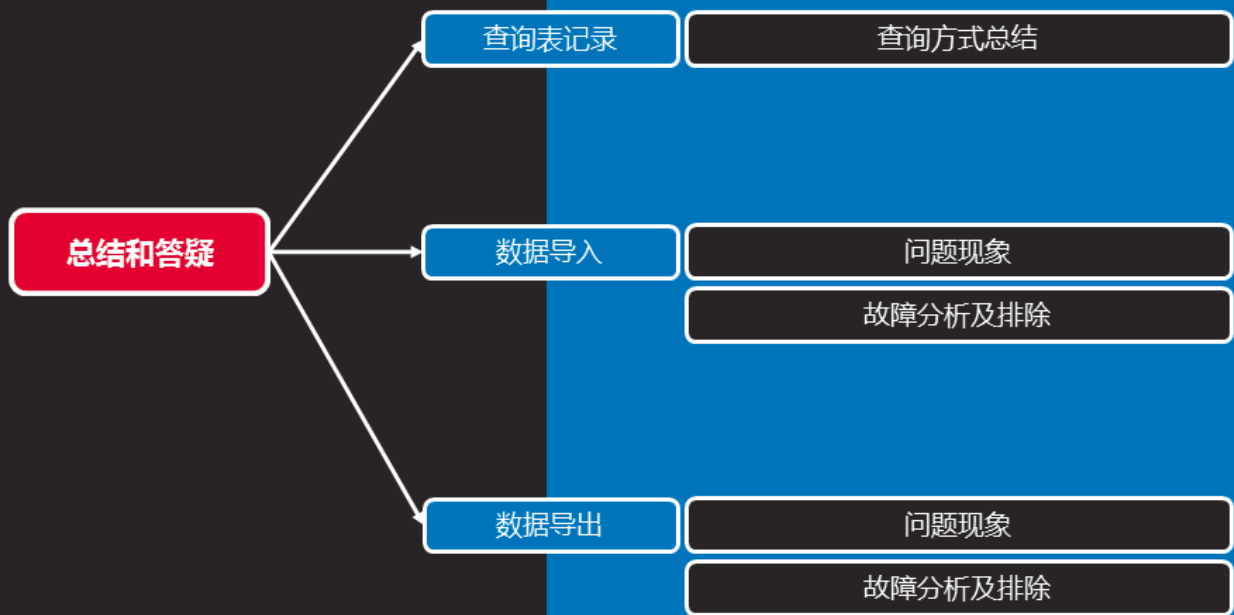 查询表记录
查询方式总结
总结和答疑
数据导入
问题现象
故障分析及排除
数据导出
问题现象
故障分析及排除